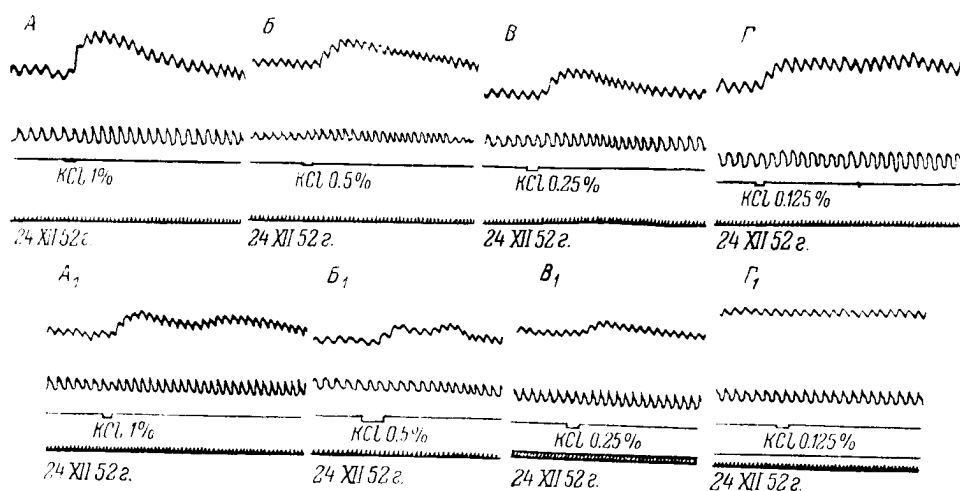 А Б В Г
KCl 1% KCl 0.5% KCl 0.25% KCl 0.125%
24 XII 52 г. 24 XII 52 г. 24 XII 52 г. 24 XII 52 г.
А₁ Б₁ В₁ Г₁
KCl 1% KCl 0.5% KCl 0.25% KCl 0.125%
24 XII 52 г. 24 XII 52 г. 24 XII 52 г. 24 XII 52 г.